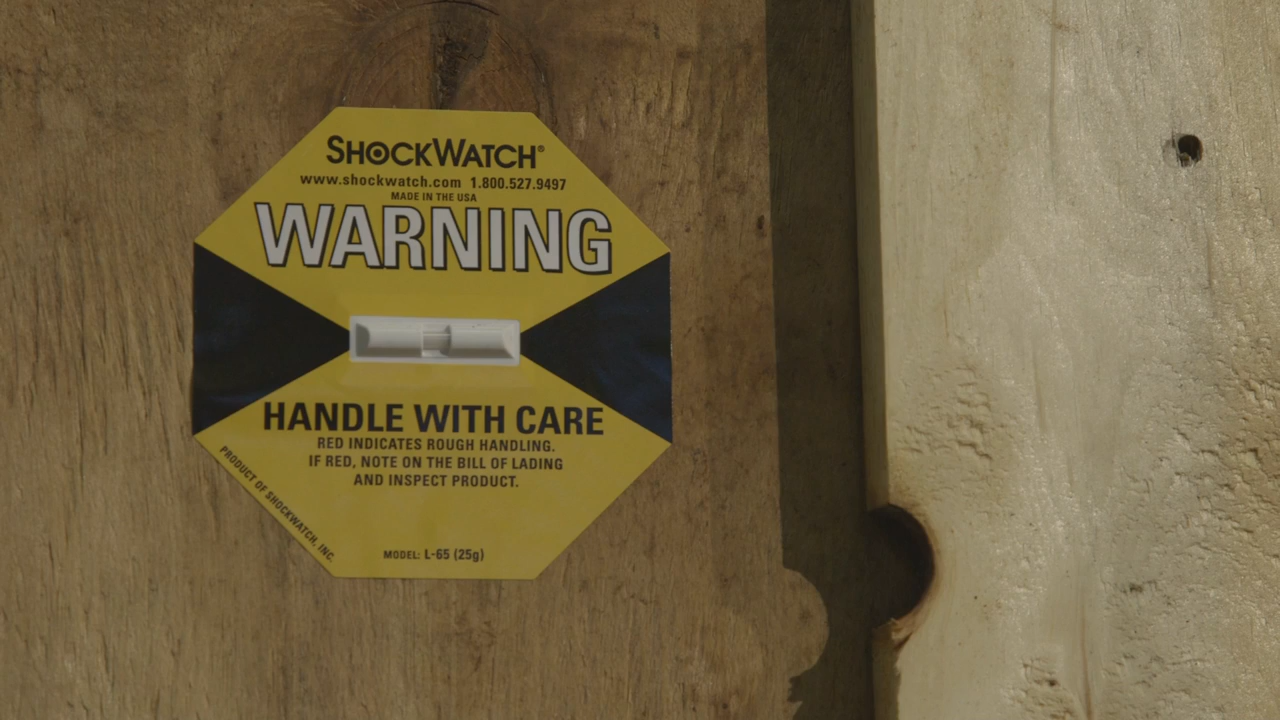 SHOCKWATCH®
www.shockwatch.com 1.800.527.9497
MADE IN THE USA
WARNING
HANDLE WITH CARE
RED INDICATES ROUGH HANDLING.
IF RED, NOTE ON THE BILL OF LADING
AND INSPECT PRODUCT.
PRODUCT OF SHOCKWATCH, INC.
MODEL: L-65 (25g)